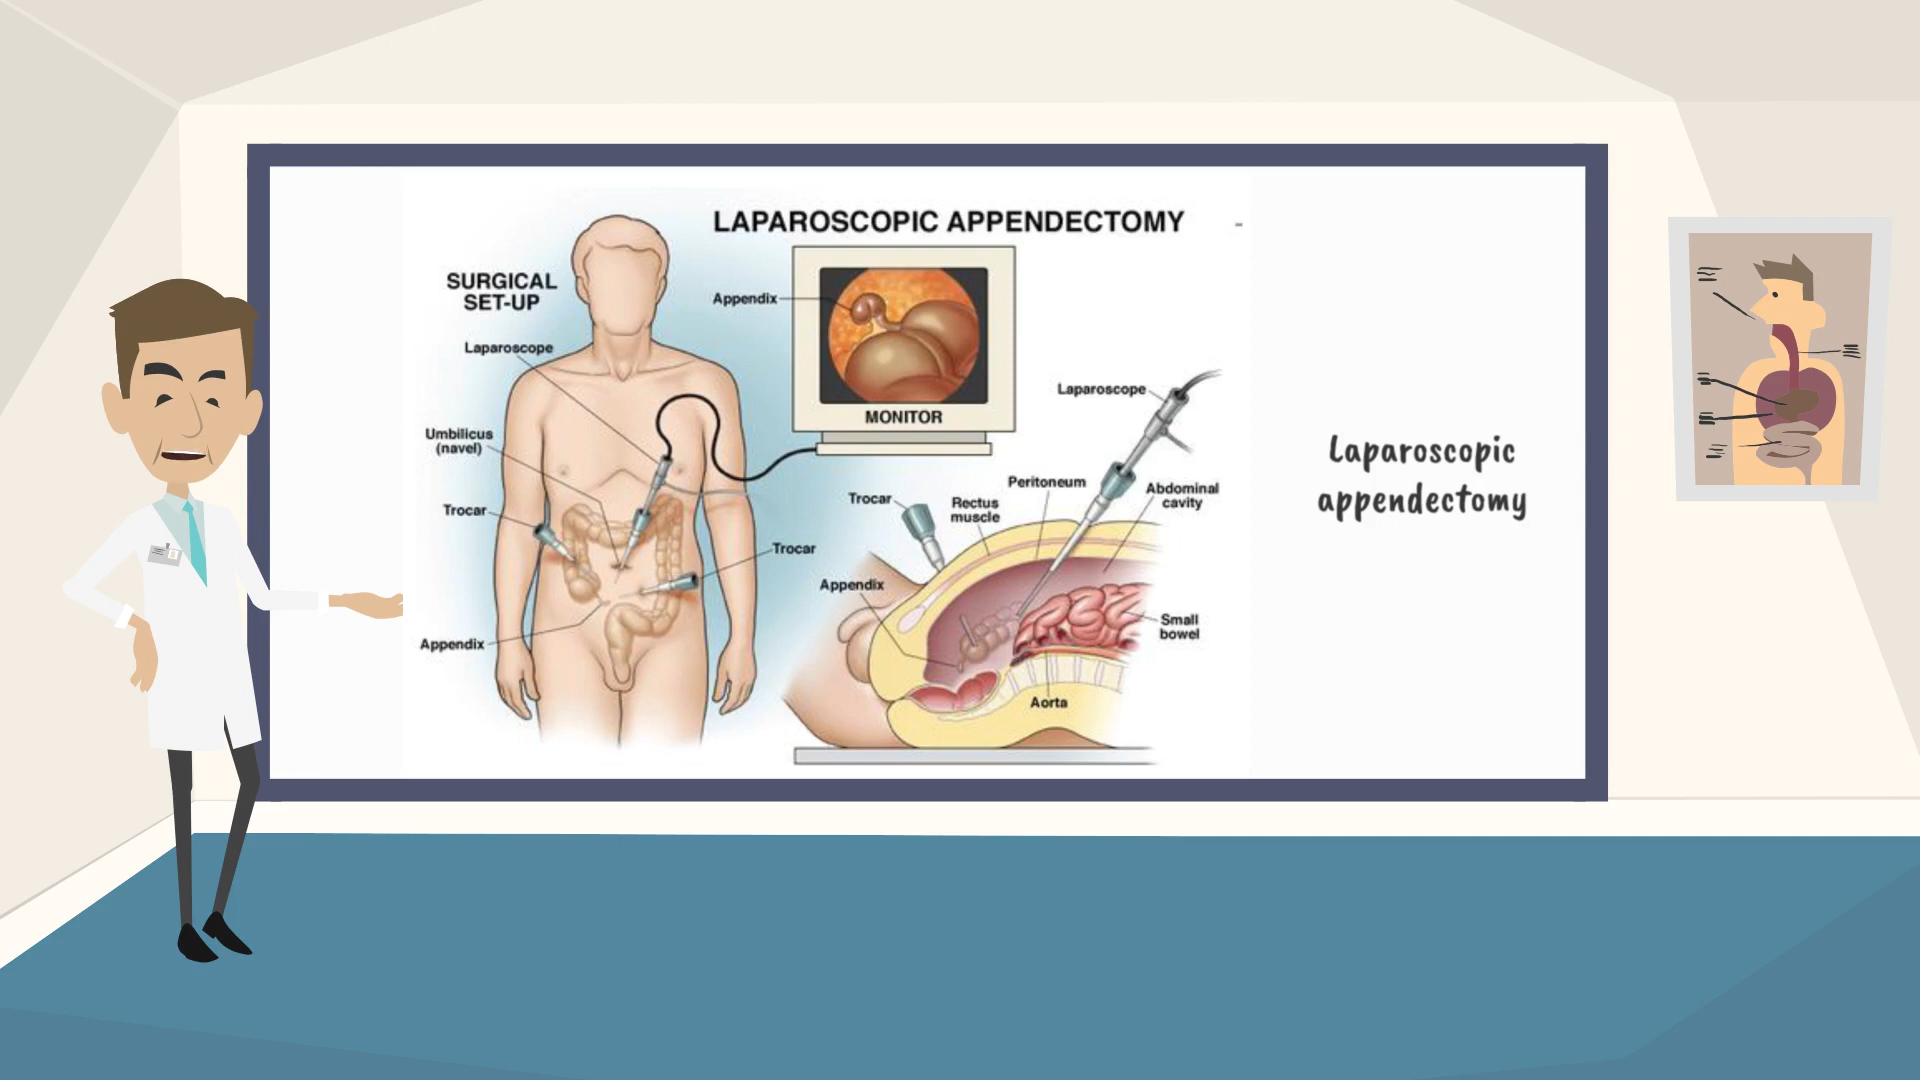 LAPAROSCOPIC APPENDECTOMY
SURGICAL
SET-UP
Appendix
Laparoscope
MONITOR
Laparoscope
Umbilicus
(navel)
Trocar
Trocar
Appendix
Trocar
Rectus
muscle
Peritoneum
Abdominal
cavity
Appendix
Small
bowel
Aorta
Laparoscopic
appendectomy